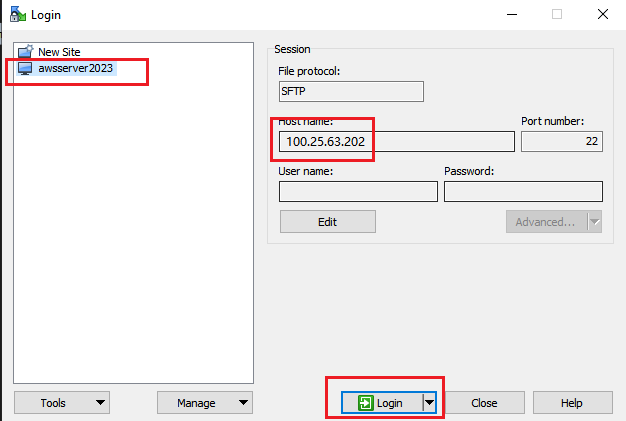 Login
New Site
awsserver2023
Session
File protocol:
SFTP
Host name:
Port number:
100.25.63.202
22
User name:
Password:
Edit
Advanced...
Tools
Manage
Login
Close
Help